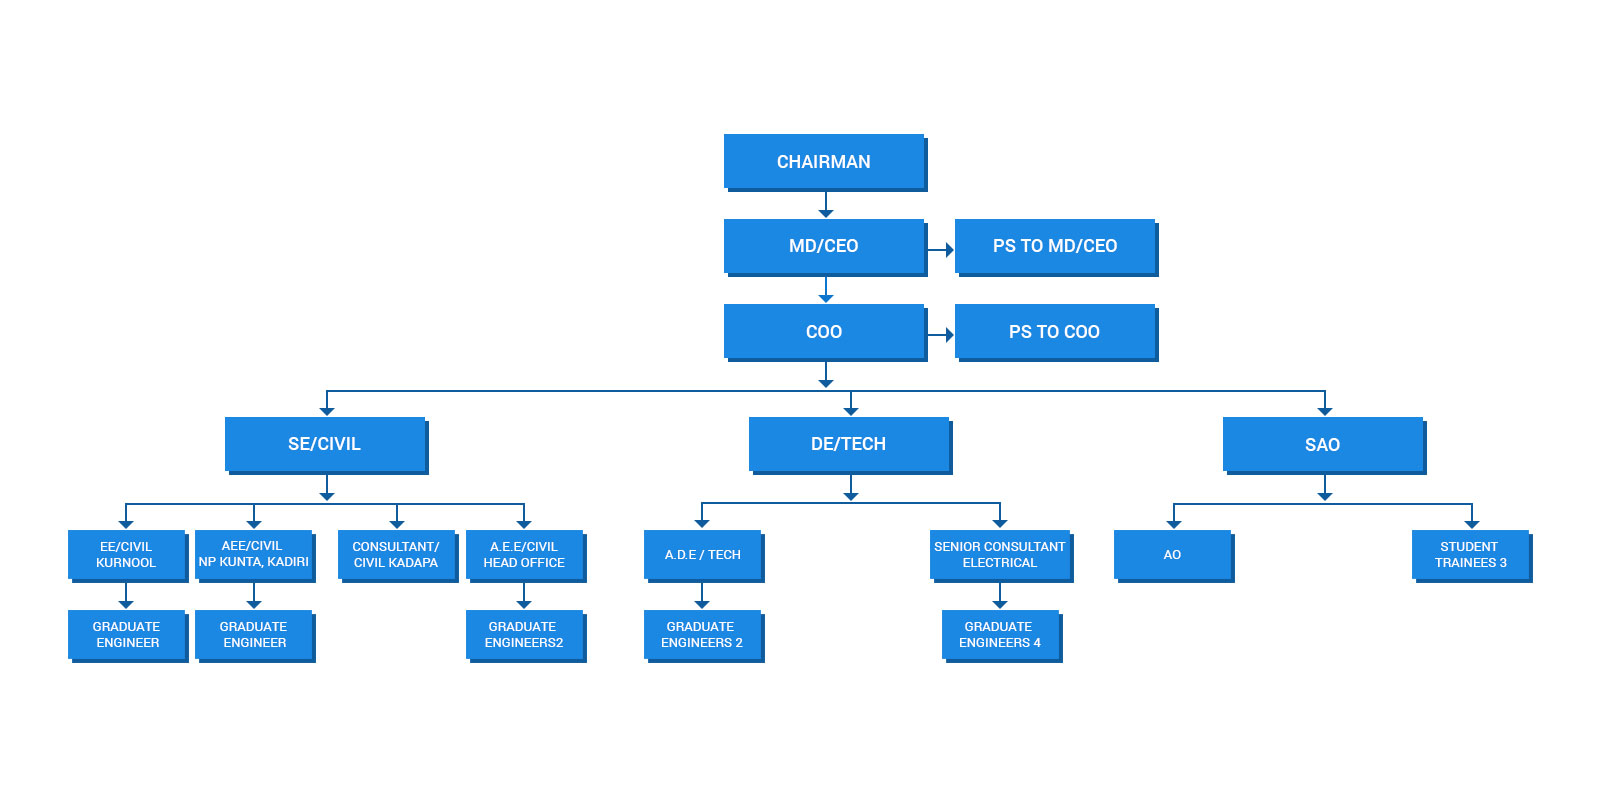 CHAIRMAN
MD/CEO
PS TO MD/CEO
COO
PS TO COO
SE/CIVIL
DE/TECH
SAO
EE/CIVIL
KURNOOL
AEE/CIVIL
NP KUNTA, KADIRI
CONSULTANT/
CIVIL KADAPA
A.E.E/CIVIL
HEAD OFFICE
A.D.E / TECH
SENIOR CONSULTANT
ELECTRICAL
AO
STUDENT
TRAINEES 3
GRADUATE
ENGINEER
GRADUATE
ENGINEER
GRADUATE
ENGINEERS2
GRADUATE
ENGINEERS 2
GRADUATE
ENGINEERS 4